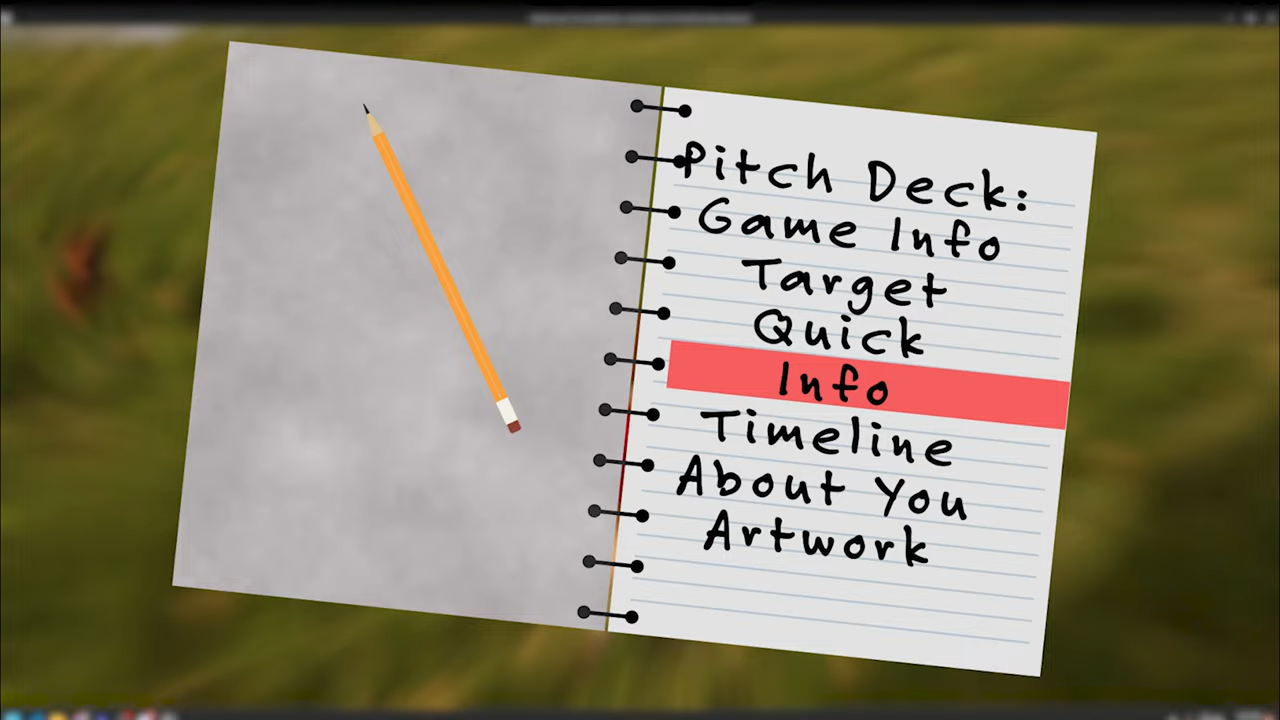 Pitch Deck:
Game Info
Target
Quick
Info
Timeline
About You
Artwork